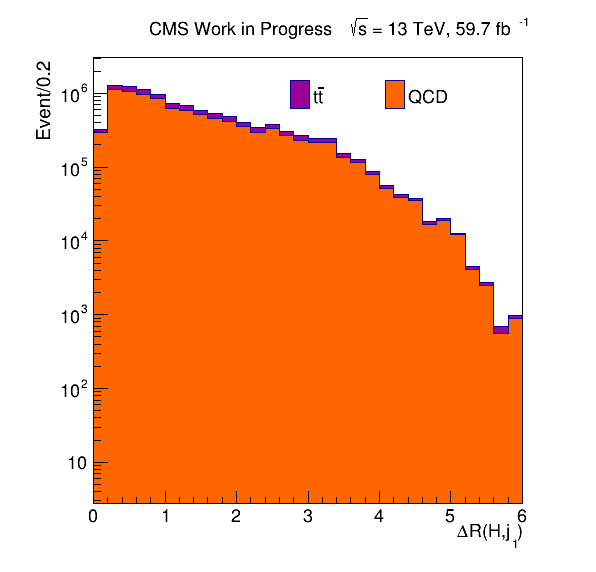 CMS Work in Progress √s = 13 TeV, 59.7 fb⁻¹
Event/0.2
tt̄ QCD
10⁶
10⁵
10⁴
10³
10²
10
0 1 2 3 4 5 6
ΔR(H,j₁)